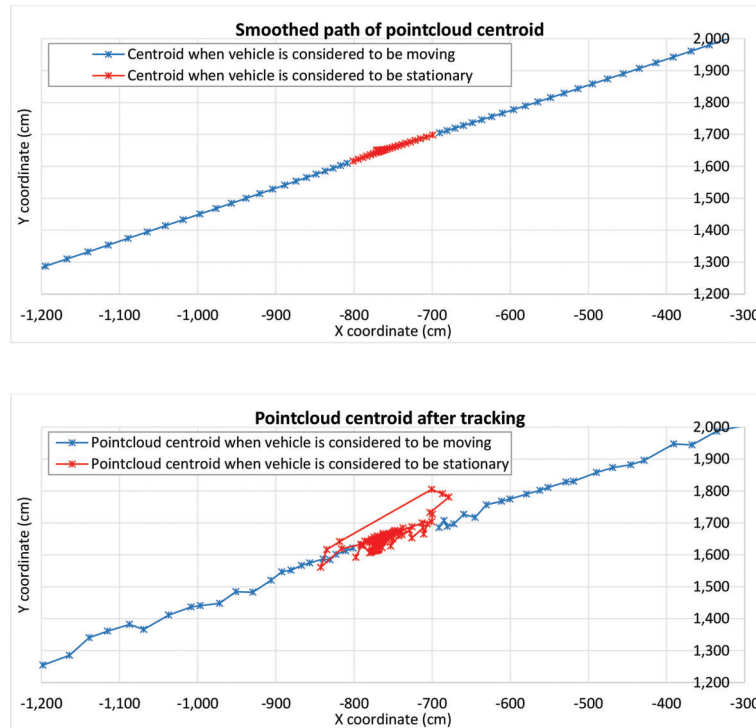 Smoothed path of pointcloud centroid
Centroid when vehicle is considered to be moving
Centroid when vehicle is considered to be stationary
2,000
1,900
1,800
1,700
1,600
1,500
1,400
1,300
1,200
Y coordinate (cm)
-1,200 -1,100 -1,000 -900 -800 -700 -600 -500 -400 -300
X coordinate (cm)
Pointcloud centroid after tracking
Pointcloud centroid when vehicle is considered to be moving
Pointcloud centroid when vehicle is considered to be stationary
2,000
1,900
1,800
1,700
1,600
1,500
1,400
1,300
1,200
Y coordinate (cm)
-1,200 -1,100 -1,000 -900 -800 -700 -600 -500 -400 -300
X coordinate (cm)